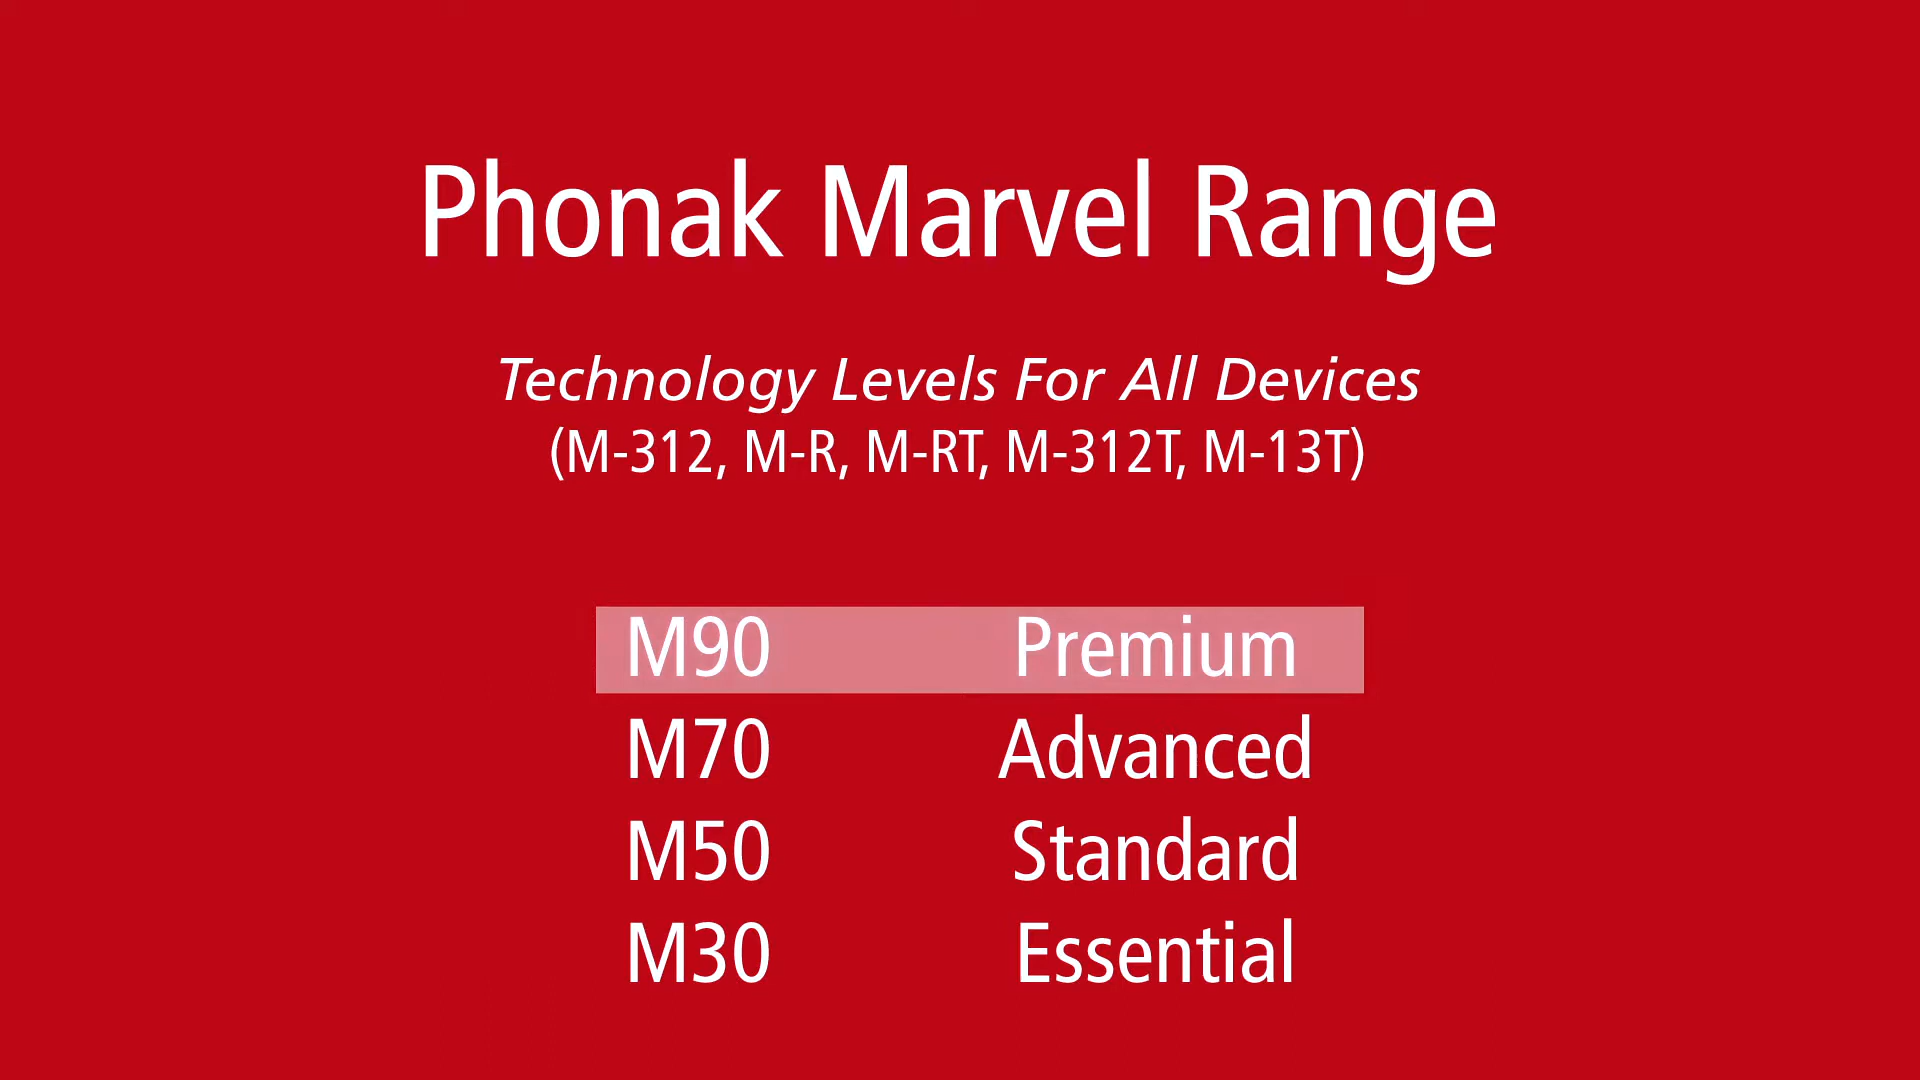 Phonak Marvel Range
Technology Levels For All Devices
(M-312, M-R, M-RT, M-312T, M-13T)
M90 Premium
M70 Advanced
M50 Standard
M30 Essential